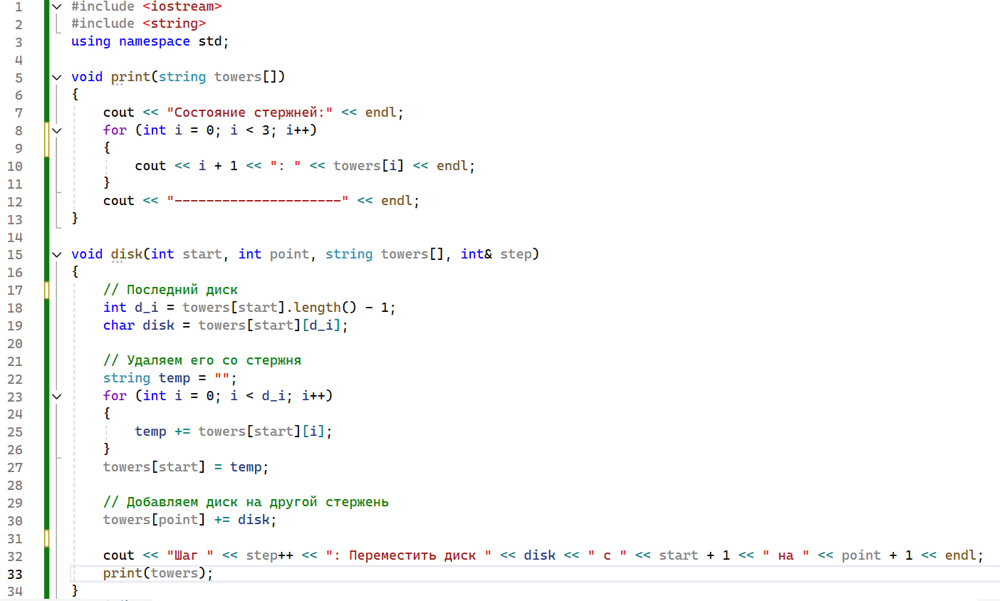 1 #include <iostream>
2 #include <string>
3 using namespace std;
4
5 void print(string towers[])
6 {
7 cout << "Состояние стержней:" << endl;
8 for (int i = 0; i < 3; i++)
9 {
10 cout << i + 1 << ": " << towers[i] << endl;
11 }
12 cout << "---------------------" << endl;
13 }
14
15 void disk(int start, int point, string towers[], int& step)
16 {
17 // Последний диск
18 int d_i = towers[start].length() - 1;
19 char disk = towers[start][d_i];
20
21 // Удаляем его со стержня
22 string temp = "";
23 for (int i = 0; i < d_i; i++)
24 {
25 temp += towers[start][i];
26 }
27 towers[start] = temp;
28
29 // Добавляем диск на другой стержень
30 towers[point] += disk;
31
32 cout << "Шаг " << step++ << ": Переместить диск " << disk << " с " << start + 1 << " на " << point + 1 << endl;
33 print(towers);
34 }